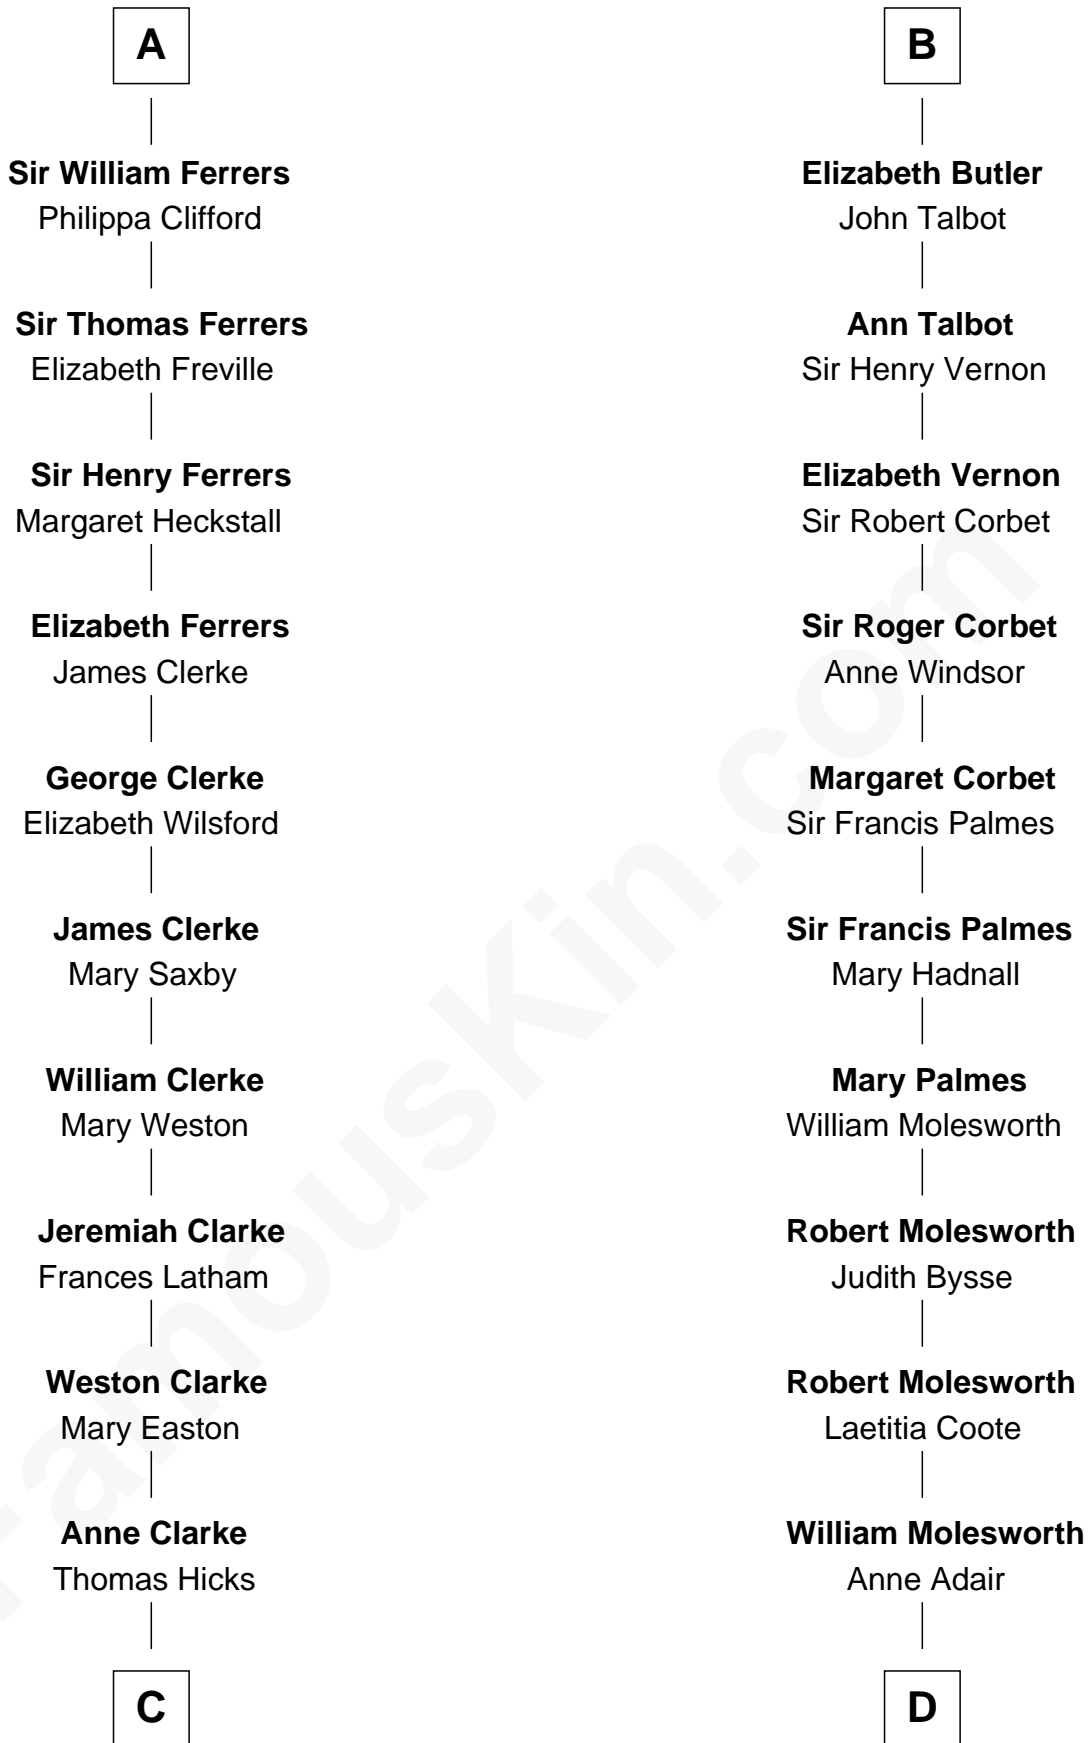 A
Sir William Ferrers
Philippa Clifford
Sir Thomas Ferrers
Elizabeth Freville
Sir Henry Ferrers
Margaret Heckstall
Elizabeth Ferrers
James Clerke
George Clerke
Elizabeth Wilsford
James Clerke
Mary Saxby
William Clerke
Mary Weston
Jeremiah Clarke
Frances Latham
Weston Clarke
Mary Easton
Anne Clarke
Thomas Hicks
C
B
Elizabeth Butler
John Talbot
Ann Talbot
Sir Henry Vernon
Elizabeth Vernon
Sir Robert Corbet
Sir Roger Corbet
Anne Windsor
Margaret Corbet
Sir Francis Palmes
Sir Francis Palmes
Mary Hadnall
Mary Palmes
William Molesworth
Robert Molesworth
Judith Bysse
Robert Molesworth
Laetitia Coote
William Molesworth
Anne Adair
D
FamousKin.com